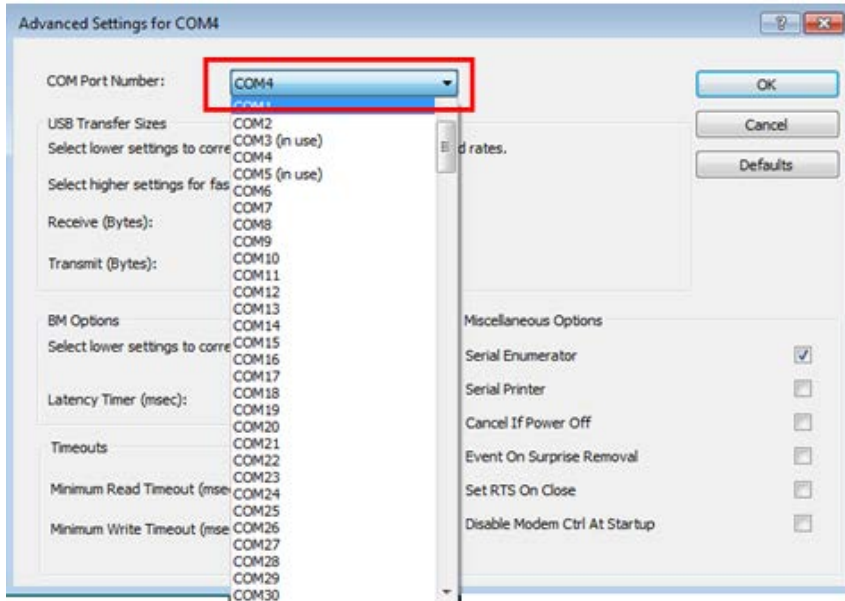 Advanced Settings for COM4
COM Port Number:
COM4
OK
Cancel
Defaults
COM1
COM2
COM3 (in use)
COM4
COM5 (in use)
COM6
COM7
COM8
COM9
COM10
COM11
COM12
COM13
COM14
COM15
COM16
COM17
COM18
COM19
COM20
COM21
COM22
COM23
COM24
COM25
COM26
COM27
COM28
COM29
COM30
USB Transfer Sizes
Select lower settings to corre d rates.
Select higher settings for fas
Receive (Bytes):
Transmit (Bytes):
BM Options
Select lower settings to corre
Latency Timer (msec):
Timeouts
Minimum Read Timeout (mse
Minimum Write Timeout (mse
Miscellaneous Options
Serial Enumerator
Serial Printer
Cancel If Power Off
Event On Surprise Removal
Set RTS On Close
Disable Modem Ctrl At Startup